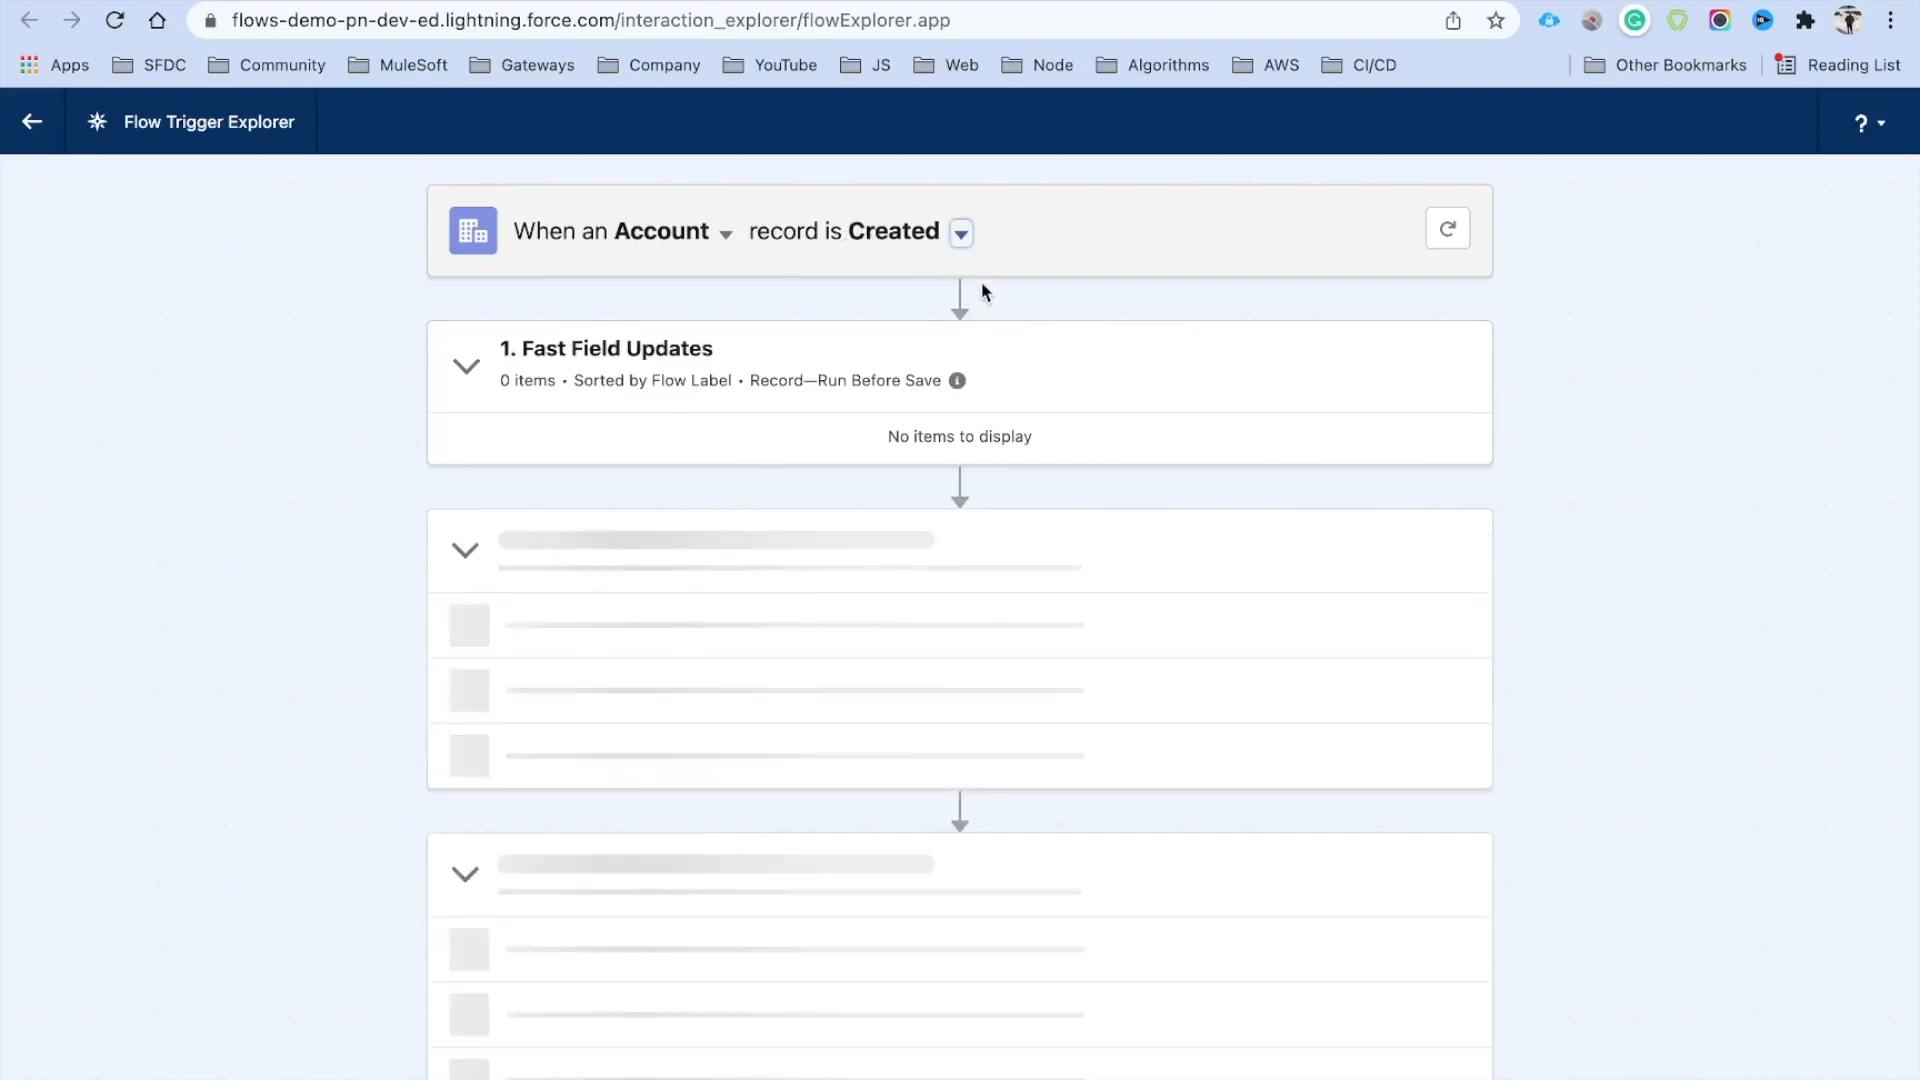 flows-demo-pn-dev-ed.lightning.force.com/interaction_explorer/flowExplorer.app
Apps SFDC Community MuleSoft Gateways Company YouTube JS Web Node Algorithms AWS CI/CD Other Bookmarks Reading List
Flow Trigger Explorer ?
When an Account record is Created
1. Fast Field Updates
0 items • Sorted by Flow Label • Record—Run Before Save
No items to display